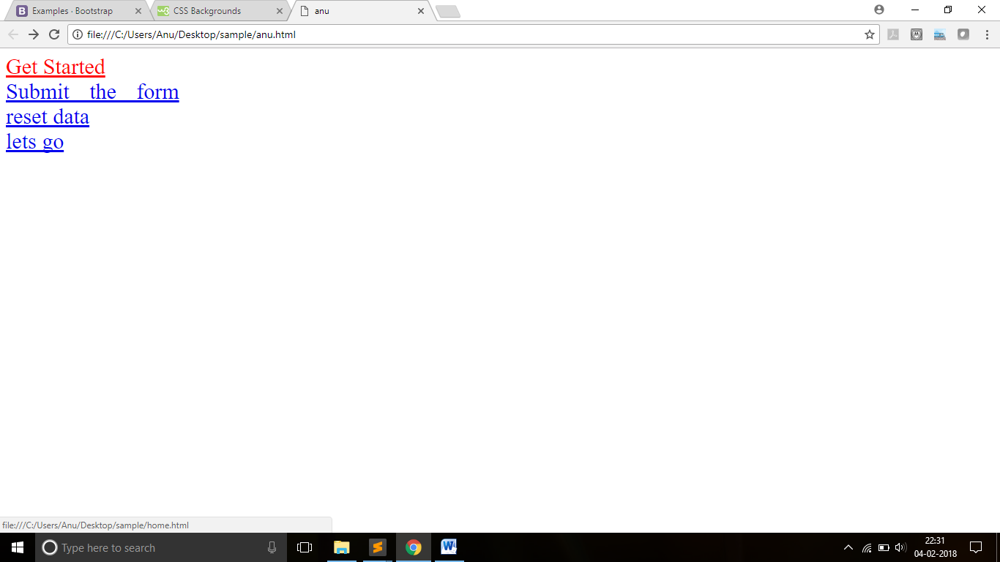 Examples · Bootstrap
CSS Backgrounds
anu
file:///C:/Users/Anu/Desktop/sample/anu.html
Get Started
Submit the form
reset data
lets go
file:///C:/Users/Anu/Desktop/sample/home.html
Type here to search
22:31
04-02-2018